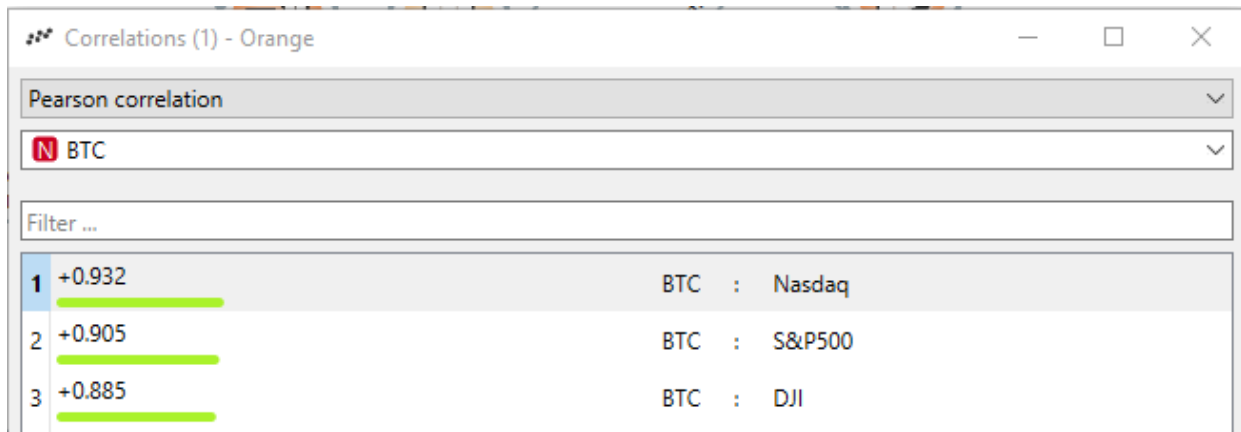 Correlations (1) - Orange
Pearson correlation
N BTC
Filter ...
1 +0.932 BTC : Nasdaq
2 +0.905 BTC : S&P500
3 +0.885 BTC : DJI